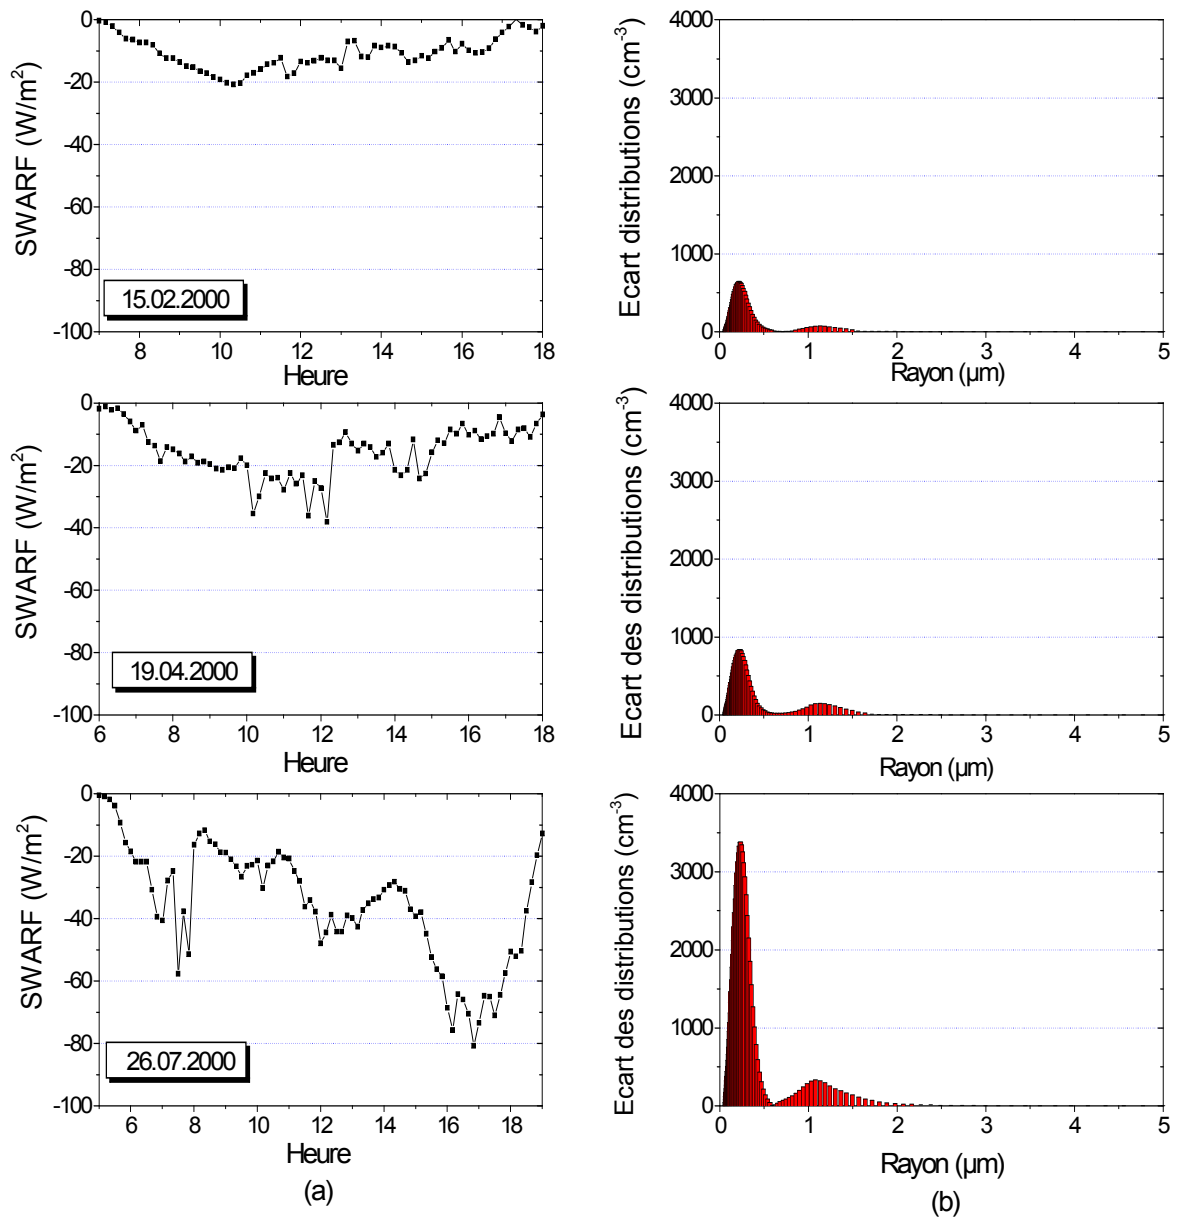 SWARF (W/m²)
0
-20
-40
-60
-80
-100
15.02.2000
8 10 12 14 16 18
Heure
Ecart distributions (cm⁻³)
4000
3000
2000
1000
0
0 1 2 3 4 5
Rayon (µm)
SWARF (W/m²)
0
-20
-40
-60
-80
-100
19.04.2000
6 8 10 12 14 16 18
Heure
Ecart des distributions (cm⁻³)
4000
3000
2000
1000
0
0 1 2 3 4 5
Rayon (µm)
SWARF (W/m²)
0
-20
-40
-60
-80
-100
26.07.2000
6 8 10 12 14 16 18
Heure
(a)
Ecart des distributions (cm⁻³)
4000
3000
2000
1000
0
0 1 2 3 4 5
Rayon (µm)
(b)